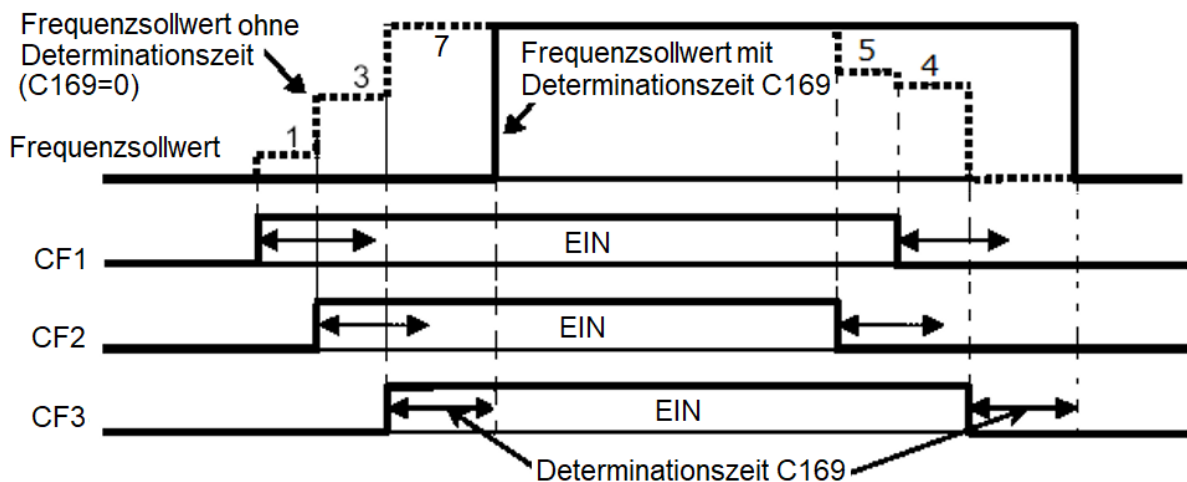 Frequenzsollwert ohne
Determinationszeit
(C169=0)
Frequenzsollwert
1
3
7
Frequenzsollwert mit
Determinationszeit C169
5
4
CF1
EIN
CF2
EIN
CF3
EIN
Determinationszeit C169